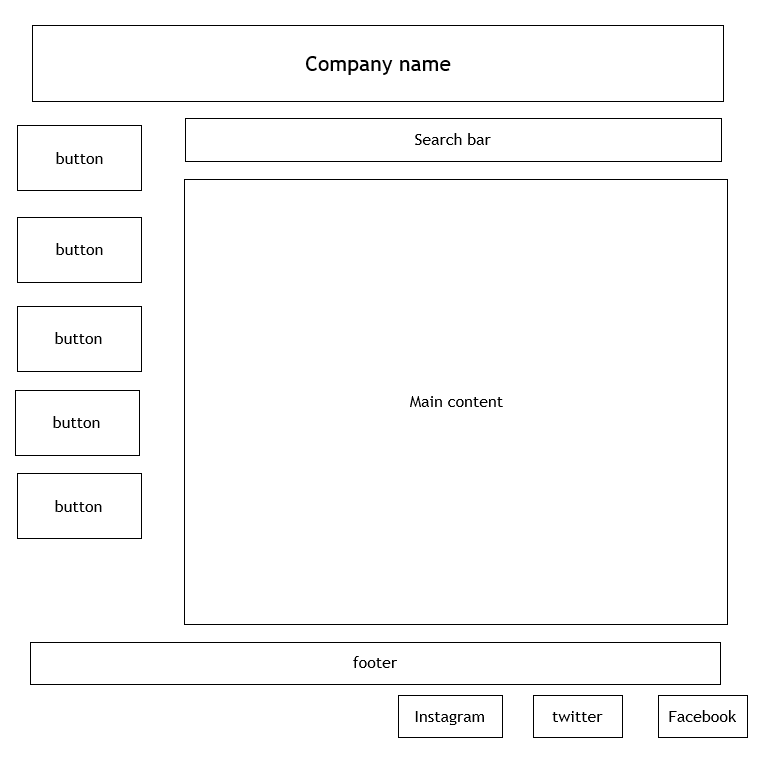 Company name
Search bar
button
button
button
button
button
Main content
footer
Instagram
twitter
Facebook